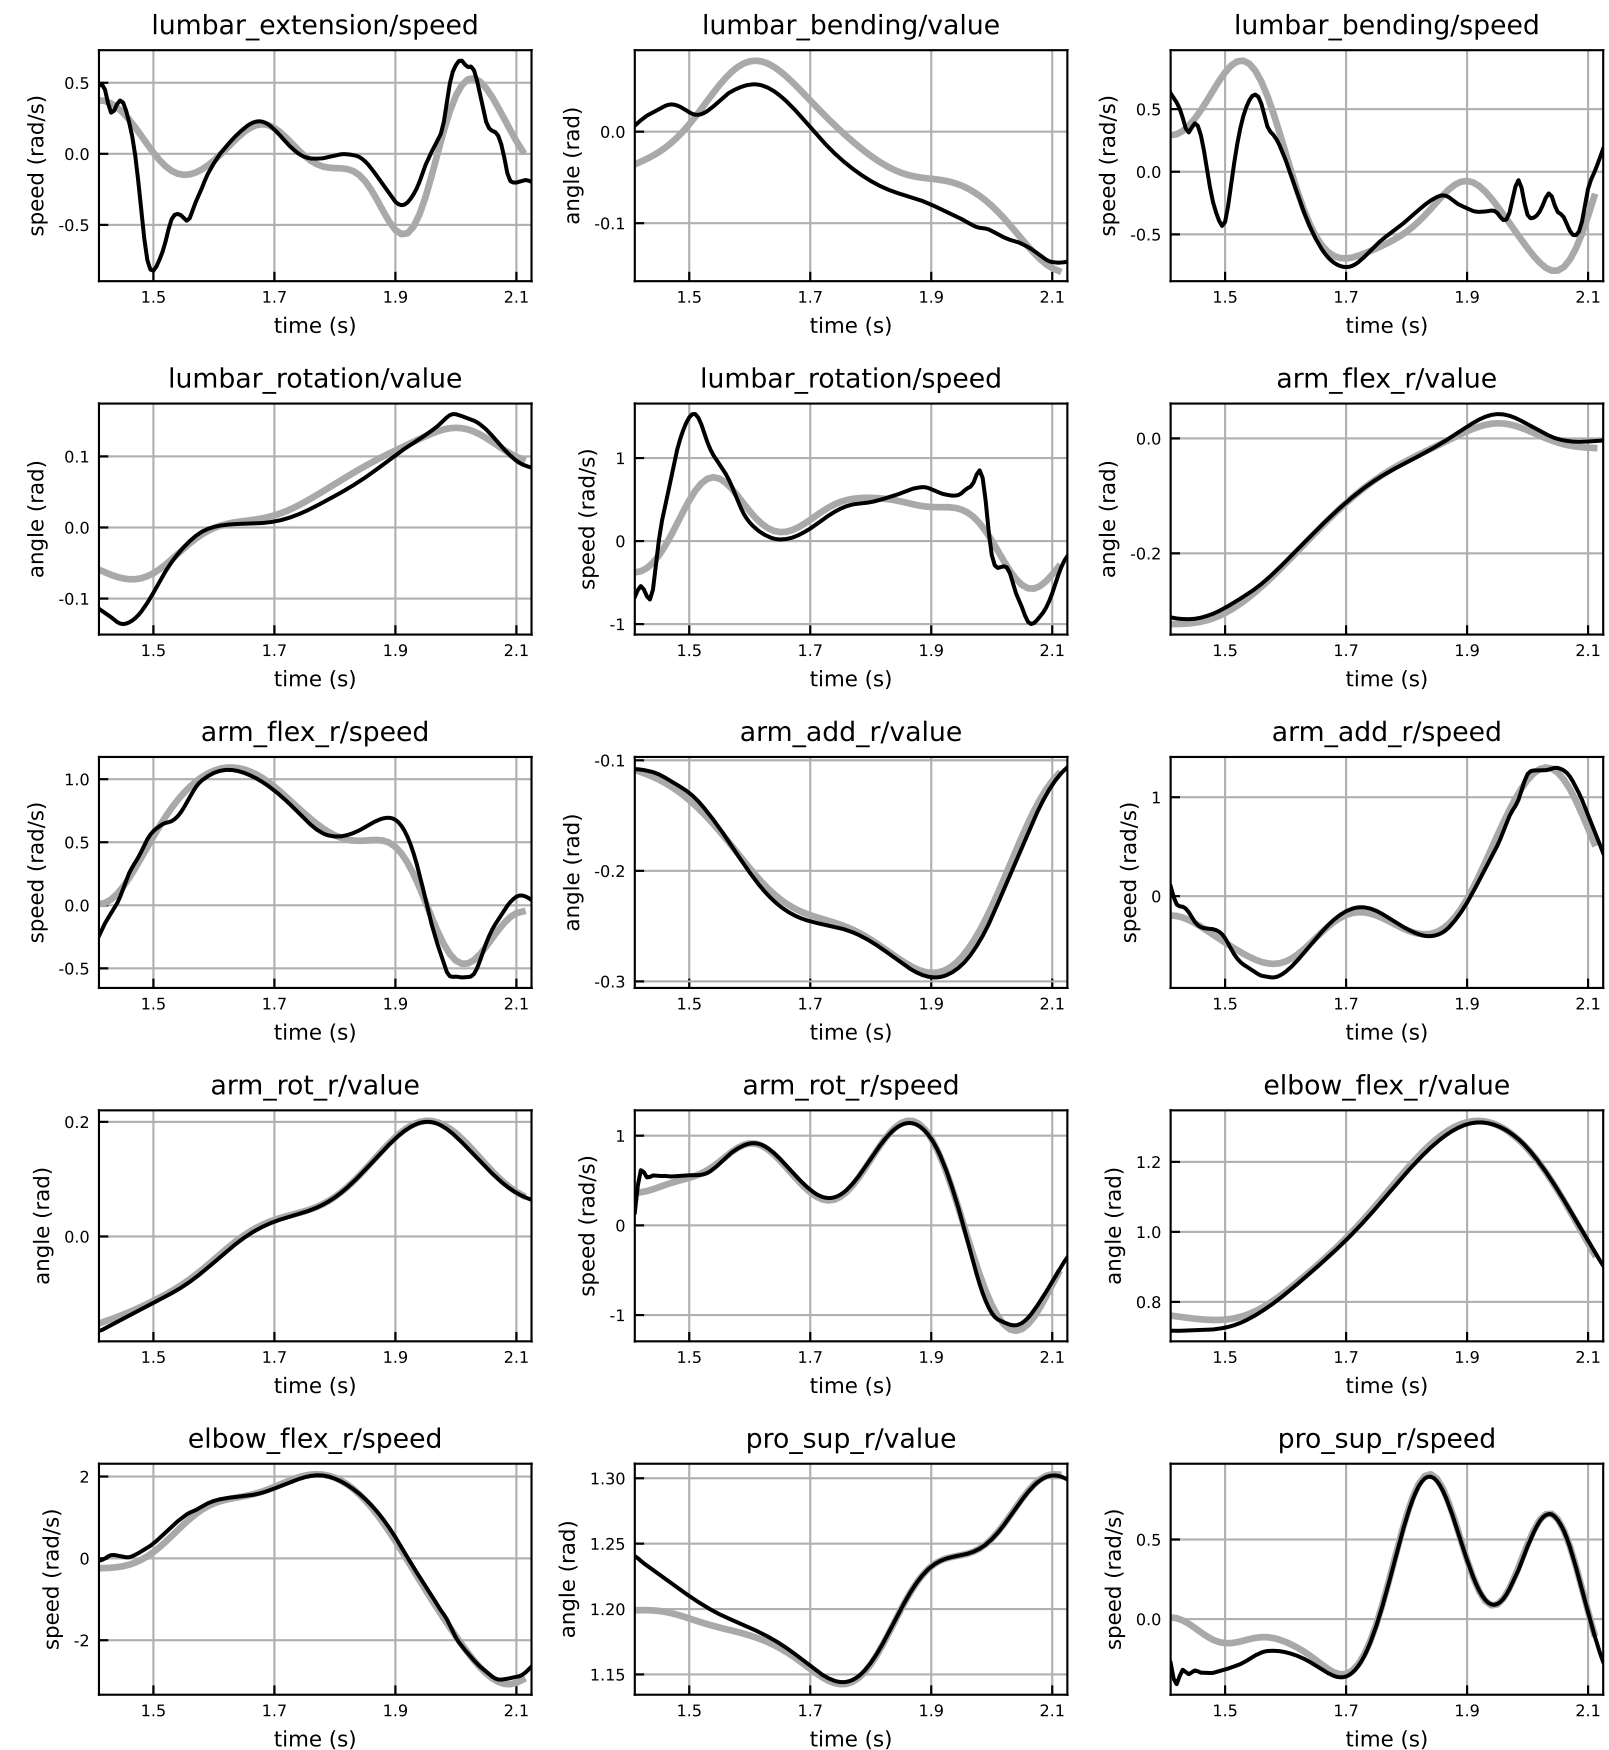 lumbar_extension/speed
speed (rad/s)
0.5
0.0
-0.5
1.5 1.7 1.9 2.1
time (s)
lumbar_bending/value
angle (rad)
0.0
-0.1
1.5 1.7 1.9 2.1
time (s)
lumbar_bending/speed
speed (rad/s)
0.5
0.0
-0.5
1.5 1.7 1.9 2.1
time (s)
lumbar_rotation/value
angle (rad)
0.1
0.0
-0.1
1.5 1.7 1.9 2.1
time (s)
lumbar_rotation/speed
speed (rad/s)
1
0
-1
1.5 1.7 1.9 2.1
time (s)
arm_flex_r/value
angle (rad)
0.0
-0.2
1.5 1.7 1.9 2.1
time (s)
arm_flex_r/speed
speed (rad/s)
1.0
0.5
0.0
-0.5
1.5 1.7 1.9 2.1
time (s)
arm_add_r/value
angle (rad)
-0.1
-0.2
-0.3
1.5 1.7 1.9 2.1
time (s)
arm_add_r/speed
speed (rad/s)
1
0
1.5 1.7 1.9 2.1
time (s)
arm_rot_r/value
angle (rad)
0.2
0.0
1.5 1.7 1.9 2.1
time (s)
arm_rot_r/speed
speed (rad/s)
1
0
-1
1.5 1.7 1.9 2.1
time (s)
elbow_flex_r/value
angle (rad)
1.2
1.0
0.8
1.5 1.7 1.9 2.1
time (s)
elbow_flex_r/speed
speed (rad/s)
2
0
-2
1.5 1.7 1.9 2.1
time (s)
pro_sup_r/value
angle (rad)
1.30
1.25
1.20
1.15
1.5 1.7 1.9 2.1
time (s)
pro_sup_r/speed
speed (rad/s)
0.5
0.0
1.5 1.7 1.9 2.1
time (s)